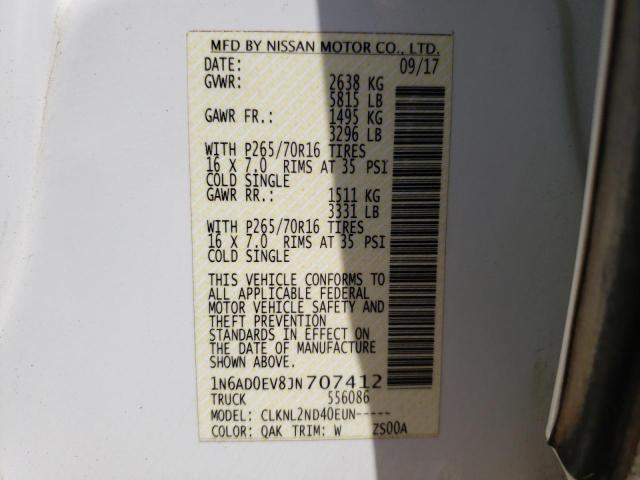 MFD BY NISSAN MOTOR CO., LTD.
DATE: 09/17
GVWR: 2638 KG
5815 LB
GAWR FR.: 1495 KG
3296 LB
WITH P265/70R16 TIRES
16 X 7.0 RIMS AT 35 PSI
COLD SINGLE
GAWR RR.: 1511 KG
3331 LB
WITH P265/70R16 TIRES
16 X 7.0 RIMS AT 35 PSI
COLD SINGLE
THIS VEHICLE CONFORMS TO
ALL APPLICABLE FEDERAL
MOTOR VEHICLE SAFETY AND
THEFT PREVENTION
STANDARDS IN EFFECT ON
THE DATE OF MANUFACTURE
SHOWN ABOVE.
1N6AD0EV8JN707412
TRUCK 556086
MODEL: CLKNL2ND40EUN-----
COLOR: QAK TRIM: W ZS00A